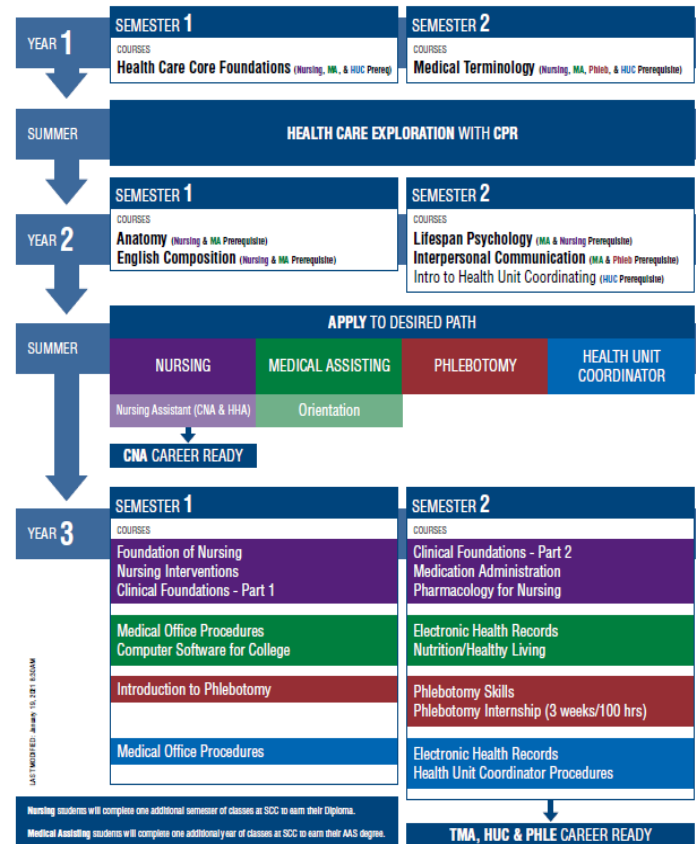 YEAR 1
SEMESTER 1
COURSES
Health Care Core Foundations (Nursing, MA, & HUC Prereq)
SEMESTER 2
COURSES
Medical Terminology (Nursing, MA, Phleb, & HUC Prerequisite)
SUMMER
HEALTH CARE EXPLORATION WITH CPR
YEAR 2
SEMESTER 1
COURSES
Anatomy (Nursing & MA Prerequisite)
English Composition (Nursing & MA Prerequisite)
SEMESTER 2
COURSES
Lifespan Psychology (MA & Nursing Prerequisite)
Interpersonal Communication (MA & Phleb Prerequisite)
Intro to Health Unit Coordinating (HUC Prerequisite)
SUMMER
APPLY TO DESIRED PATH
NURSING
MEDICAL ASSISTING
PHLEBOTOMY
HEALTH UNIT
COORDINATOR
Nursing Assistant (CNA & HHA)
Orientation
CNA CAREER READY
YEAR 3
SEMESTER 1
COURSES
Foundation of Nursing
Nursing Interventions
Clinical Foundations - Part 1
Medical Office Procedures
Computer Software for College
Introduction to Phlebotomy
Medical Office Procedures
SEMESTER 2
COURSES
Clinical Foundations - Part 2
Medication Administration
Pharmacology for Nursing
Electronic Health Records
Nutrition/Healthy Living
Phlebotomy Skills
Phlebotomy Internship (3 weeks/100 hrs)
Electronic Health Records
Health Unit Coordinator Procedures
LAST MODIFIED: January 19, 2021 8:50AM
Nursing students will complete one additional semester of classes at SCC to earn their Diploma.
Medical Assisting students will complete one additional year of classes at SCC to earn their AAS degree.
TMA, HUC & PHLE CAREER READY